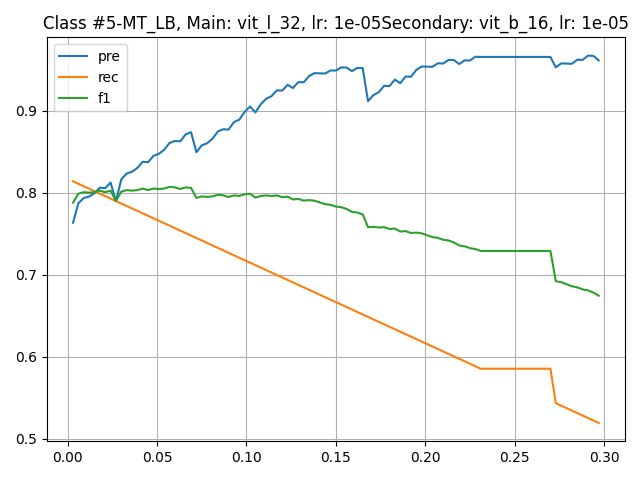 Class #5-MT_LB, Main: vit_l_32, lr: 1e-05Secondary: vit_b_16, lr: 1e-05
pre
rec
f1
0.9
0.8
0.7
0.6
0.5
0.00 0.05 0.10 0.15 0.20 0.25 0.30